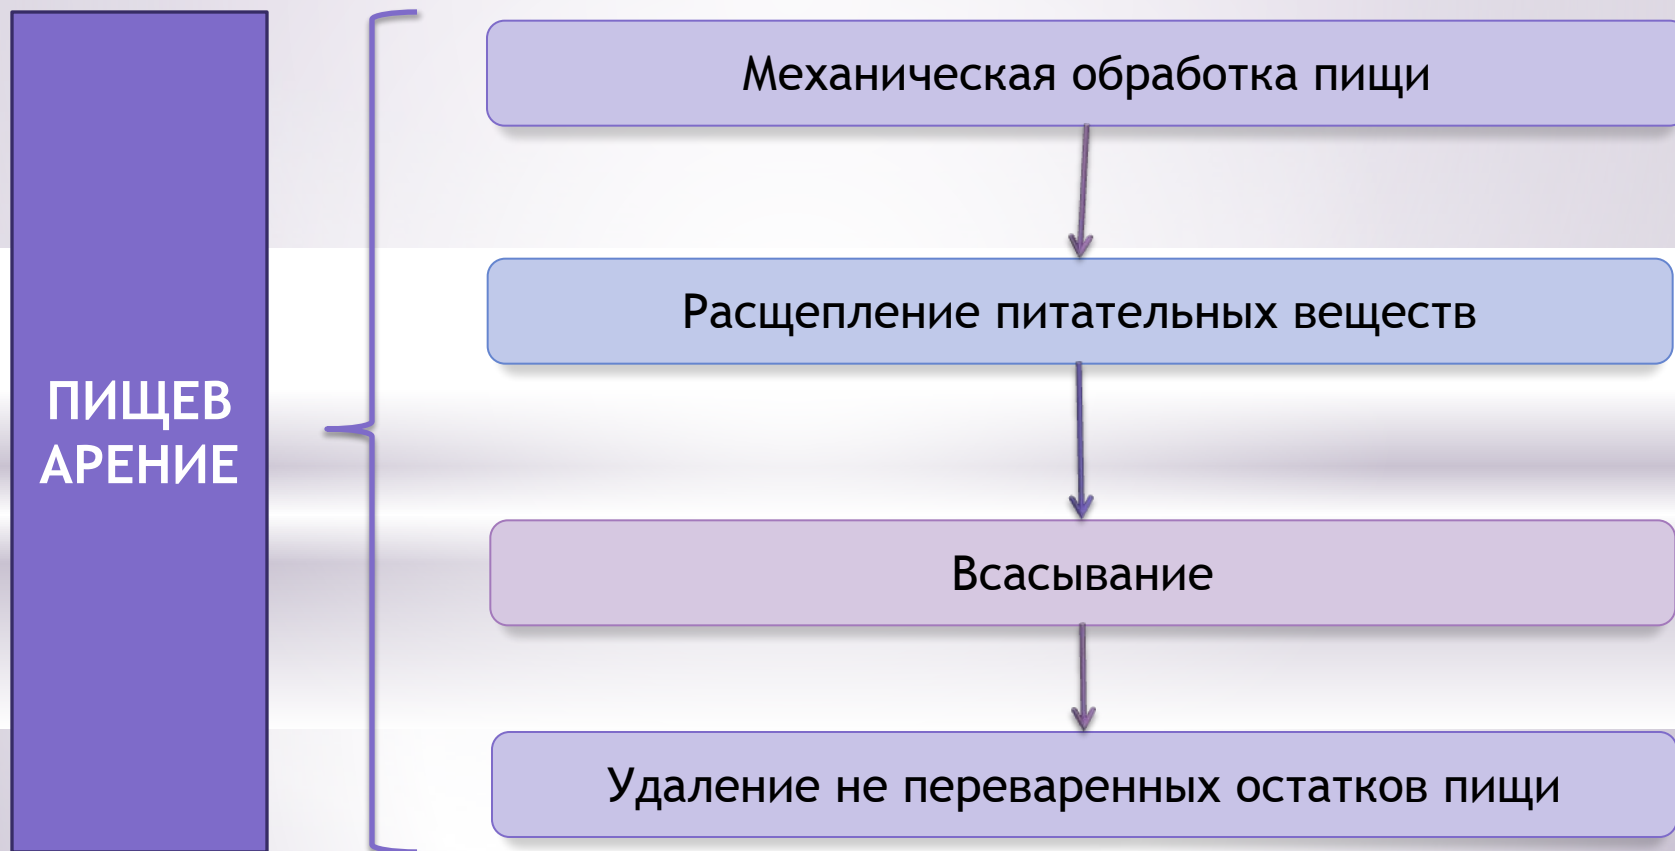 ПИЩЕВ
АРЕНИЕ
Механическая обработка пищи
Расщепление питательных веществ
Всасывание
Удаление не переваренных остатков пищи